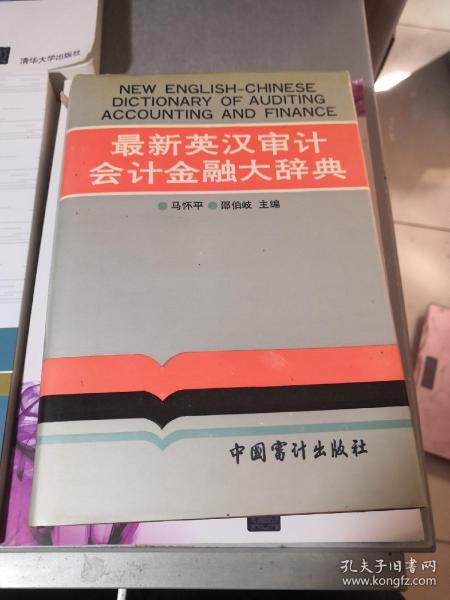 清华大学出版社
NEW ENGLISH-CHINESE
DICTIONARY OF AUDITING
ACCOUNTING AND FINANCE
最新英汉审计
会计金融大辞典
马怀平 邵伯岐 主编
中国审计出版社
孔夫子旧书网
www.kongfz.com